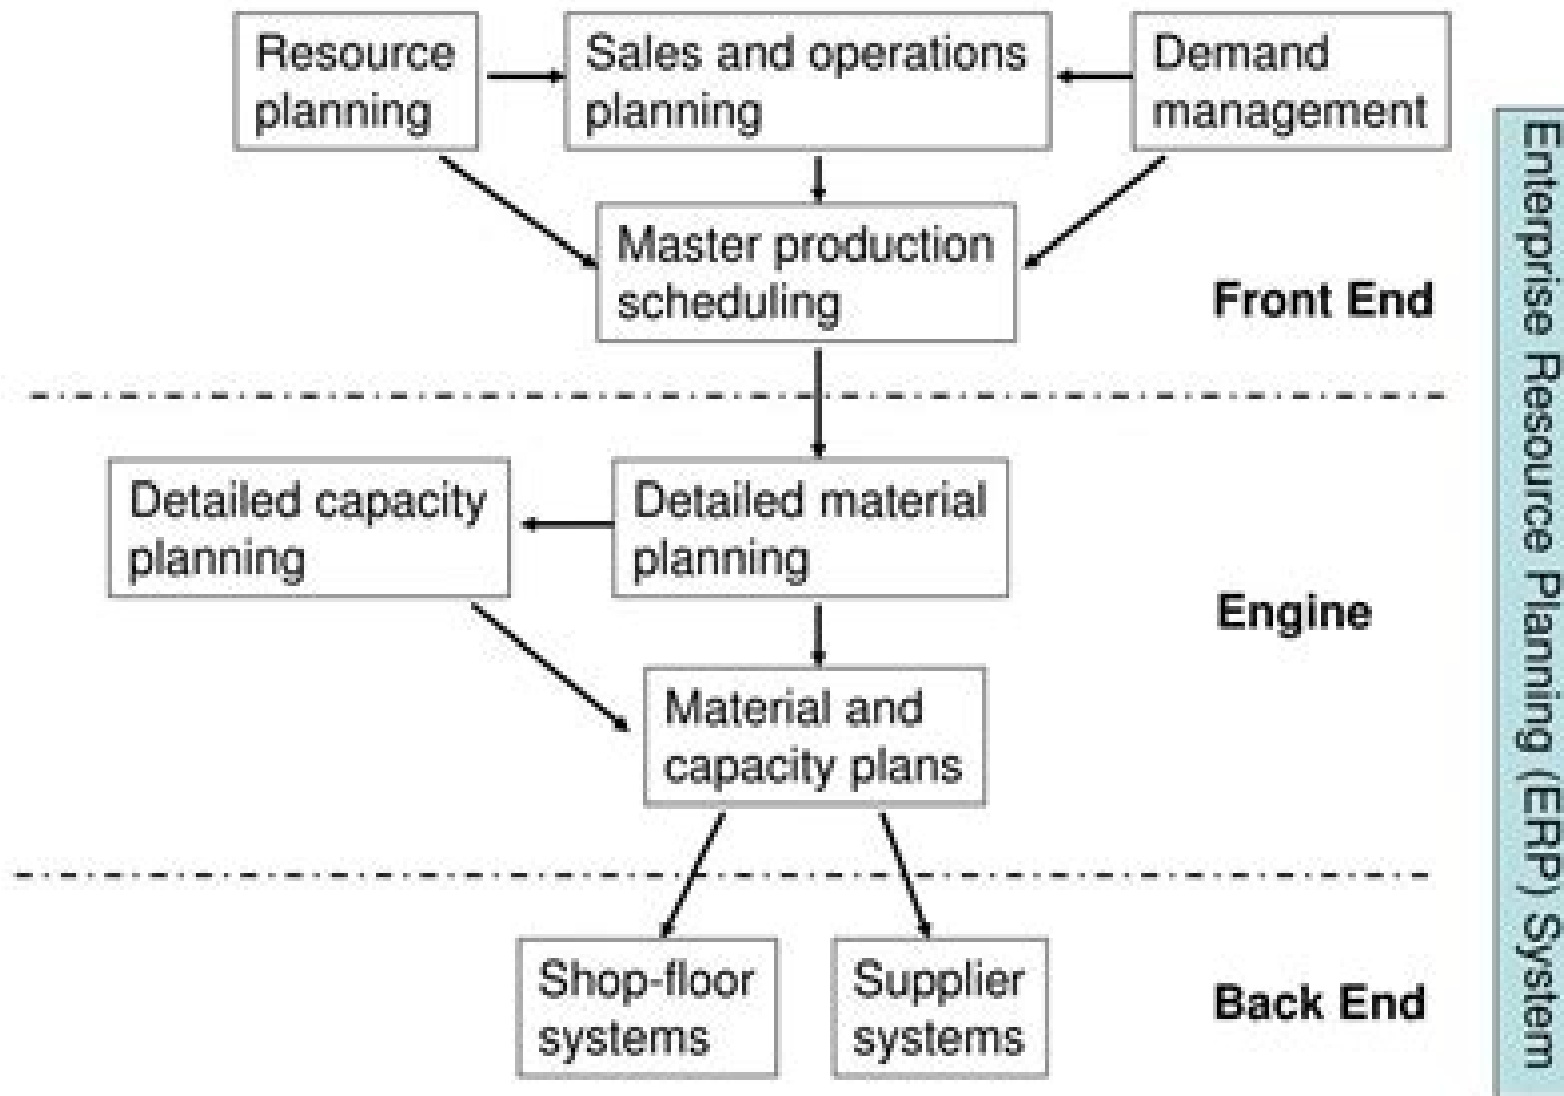 Resource
planning
Sales and operations
planning
Demand
management
Master production
scheduling
Front End
Detailed capacity
planning
Detailed material
planning
Engine
Material and
capacity plans
Shop-floor
systems
Supplier
systems
Back End
Enterprise Resource Planning (ERP) System